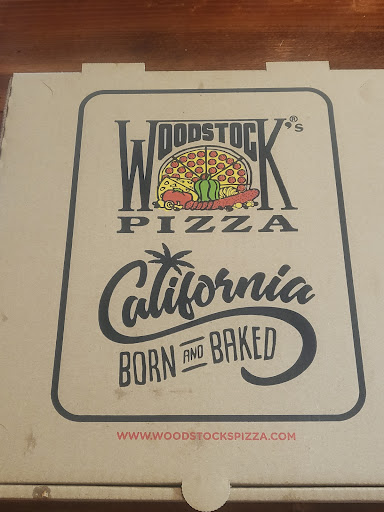 WOODSTOCK'S®
PIZZA
California
BORN AND BAKED
WWW.WOODSTOCKSPIZZA.COM